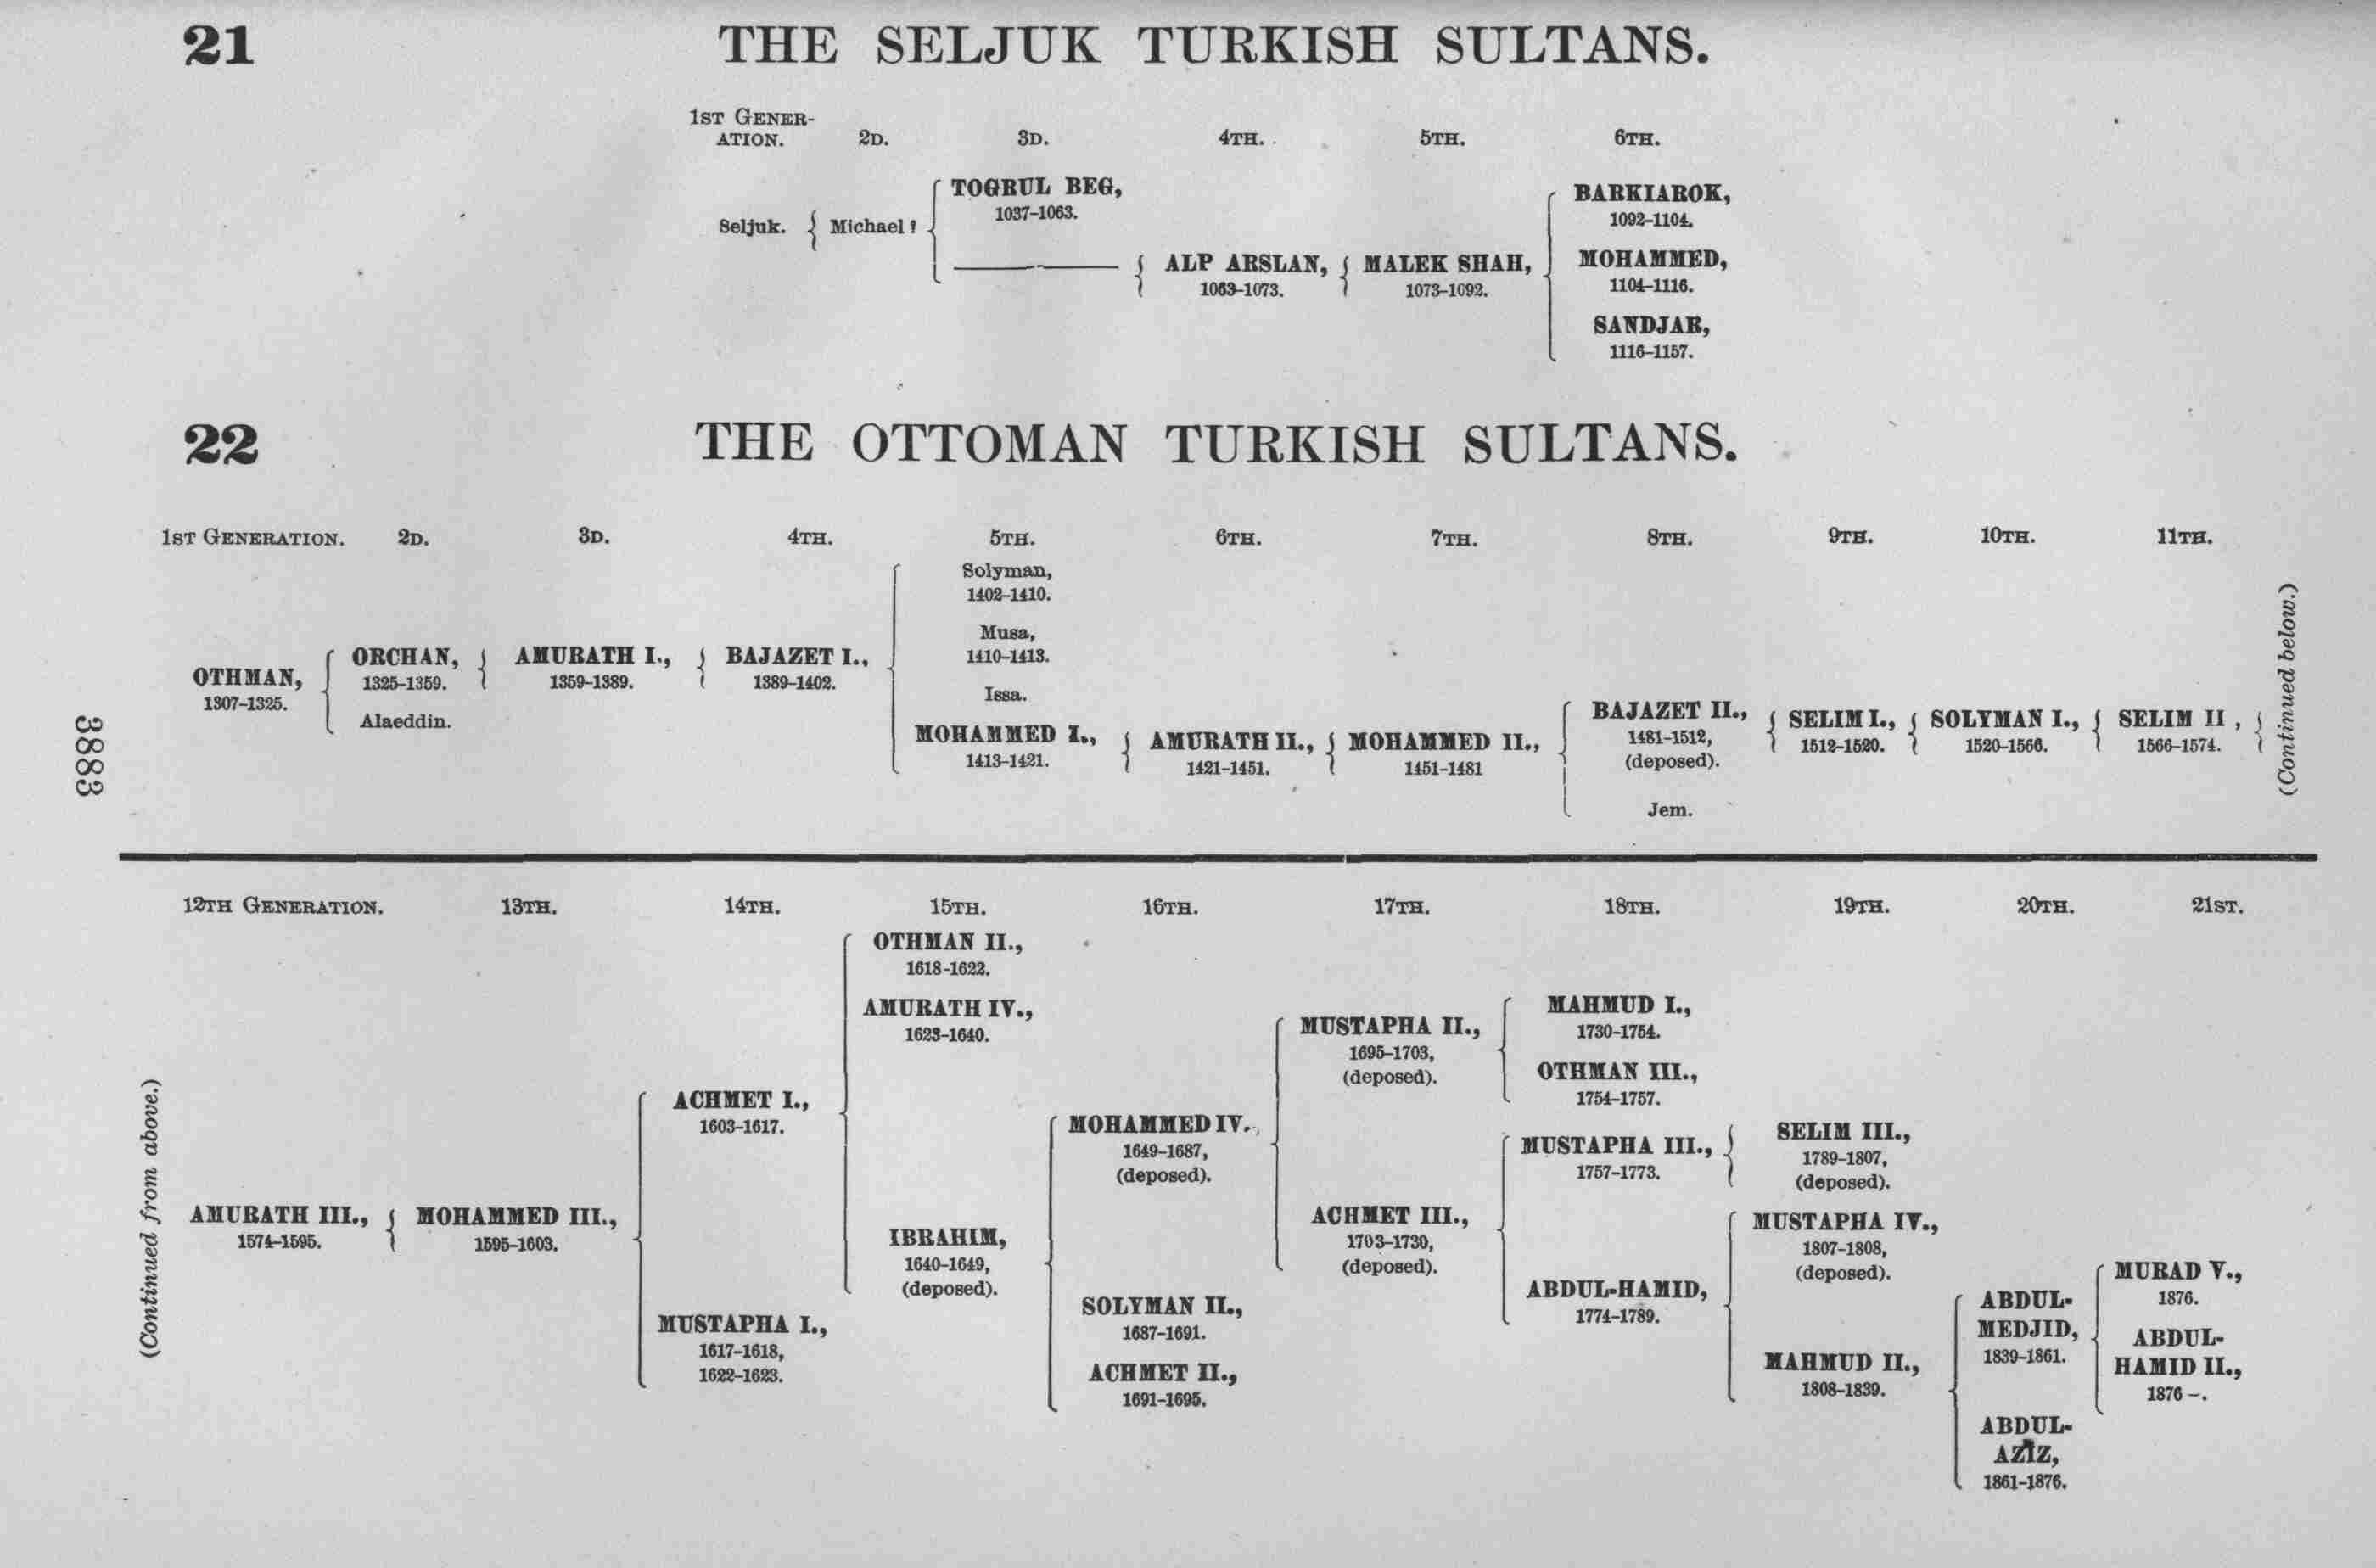 21
THE SELJUK TURKISH SULTANS.
1ST GENER-
ATION.
2D.
3D.
4TH.
5TH.
6TH.
Seljuk.
Michael?
TOGRUL BEG,
1037–1063.
ALP ARSLAN,
1063–1073.
MALEK SHAH,
1073–1092.
BARKIAROK,
1092–1104.
MOHAMMED,
1104–1116.
SANDJAR,
1116–1157.
22
THE OTTOMAN TURKISH SULTANS.
1ST GENERATION.
2D.
3D.
4TH.
5TH.
6TH.
7TH.
8TH.
9TH.
10TH.
11TH.
OTHMAN,
1307–1325.
ORCHAN,
1325–1359.
Alaeddin.
AMURATH I.,
1359–1389.
BAJAZET I.,
1389–1402.
Solyman,
1402–1410.
Musa,
1410–1413.
Issa.
MOHAMMED I.,
1413–1421.
AMURATH II.,
1421–1451.
MOHAMMED II.,
1451–1481
BAJAZET II.,
1481–1512,
(deposed).
Jem.
SELIM I.,
1512–1520.
SOLYMAN I.,
1520–1566.
SELIM II ,
1566–1574.
(Continued below.)
3883
12TH GENERATION.
13TH.
14TH.
15TH.
16TH.
17TH.
18TH.
19TH.
20TH.
21ST.
(Continued from above.)
AMURATH III.,
1574–1595.
MOHAMMED III.,
1595–1603.
ACHMET I.,
1603–1617.
MUSTAPHA I.,
1617–1618,
1622–1623.
OTHMAN II.,
1618-1622.
AMURATH IV.,
1623–1640.
IBRAHIM,
1640–1649,
(deposed).
MOHAMMED IV.,
1649–1687,
(deposed).
SOLYMAN II.,
1687–1691.
ACHMET II.,
1691–1695.
MUSTAPHA II.,
1695–1703,
(deposed).
ACHMET III.,
1703–1730,
(deposed).
MAHMUD I.,
1730–1754.
OTHMAN III.,
1754–1757.
MUSTAPHA III.,
1757–1773.
ABDUL-HAMID,
1774–1789.
SELIM III.,
1789–1807,
(deposed).
MUSTAPHA IV.,
1807–1808,
(deposed).
MAHMUD II.,
1808–1839.
ABDUL-
MEDJID,
1839–1861.
ABDUL-
AZIZ,
1861–1876.
MURAD V.,
1876.
ABDUL-
HAMID II.,
1876 –.